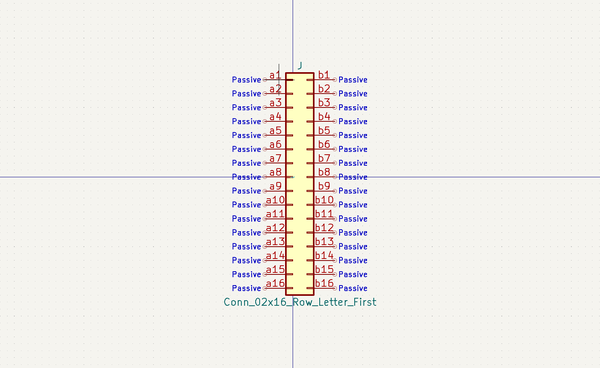 J
Passive a1 b1 Passive
Passive a2 b2 Passive
Passive a3 b3 Passive
Passive a4 b4 Passive
Passive a5 b5 Passive
Passive a6 b6 Passive
Passive a7 b7 Passive
Passive a8 b8 Passive
Passive a9 b9 Passive
Passive a10 b10 Passive
Passive a11 b11 Passive
Passive a12 b12 Passive
Passive a13 b13 Passive
Passive a14 b14 Passive
Passive a15 b15 Passive
Passive a16 b16 Passive
Conn_02x16_Row_Letter_First